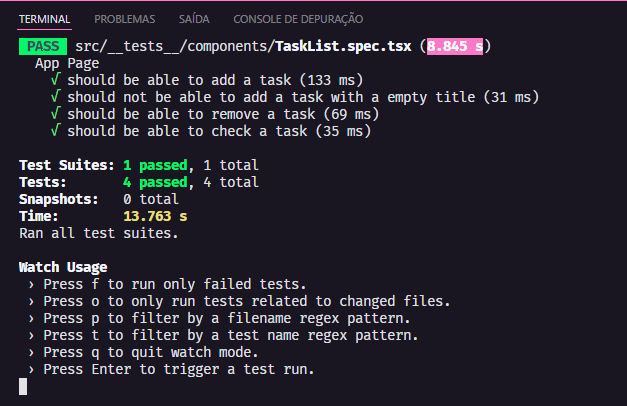 TERMINAL PROBLEMAS SAÍDA CONSOLE DE DEPURAÇÃO
PASS src/__tests__/components/TaskList.spec.tsx (8.845 s)
App Page
√ should be able to add a task (133 ms)
√ should not be able to add a task with a empty title (31 ms)
√ should be able to remove a task (69 ms)
√ should be able to check a task (35 ms)
Test Suites: 1 passed, 1 total
Tests: 4 passed, 4 total
Snapshots: 0 total
Time: 13.763 s
Ran all test suites.
Watch Usage
› Press f to run only failed tests.
› Press o to only run tests related to changed files.
› Press p to filter by a filename regex pattern.
› Press t to filter by a test name regex pattern.
› Press q to quit watch mode.
› Press Enter to trigger a test run.